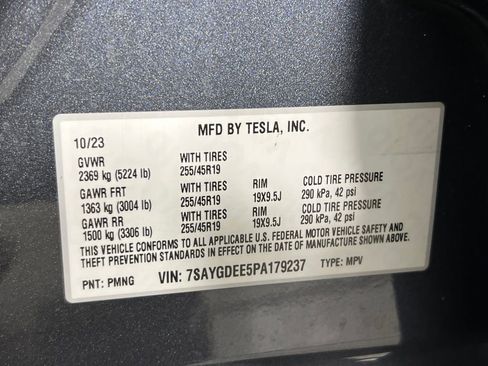 MFD BY TESLA, INC.
10/23
GVWR WITH TIRES
2369 kg (5224 lb) 255/45R19
GAWR FRT WITH TIRES RIM COLD TIRE PRESSURE
1363 kg (3004 lb) 255/45R19 19X9.5J 290 kPa, 42 psi
GAWR RR WITH TIRES RIM COLD TIRE PRESSURE
1500 kg (3306 lb) 255/45R19 19X9.5J 290 kPa, 42 psi
THIS VEHICLE CONFORMS TO ALL APPLICABLE U.S. FEDERAL MOTOR VEHICLE SAFETY AND
THEFT PREVENTION STANDARDS IN EFFECT ON THE DATE OF MANUFACTURE SHOWN ABOVE.
PNT: PMNG VIN: 7SAYGDEE5PA179237 TYPE: MPV